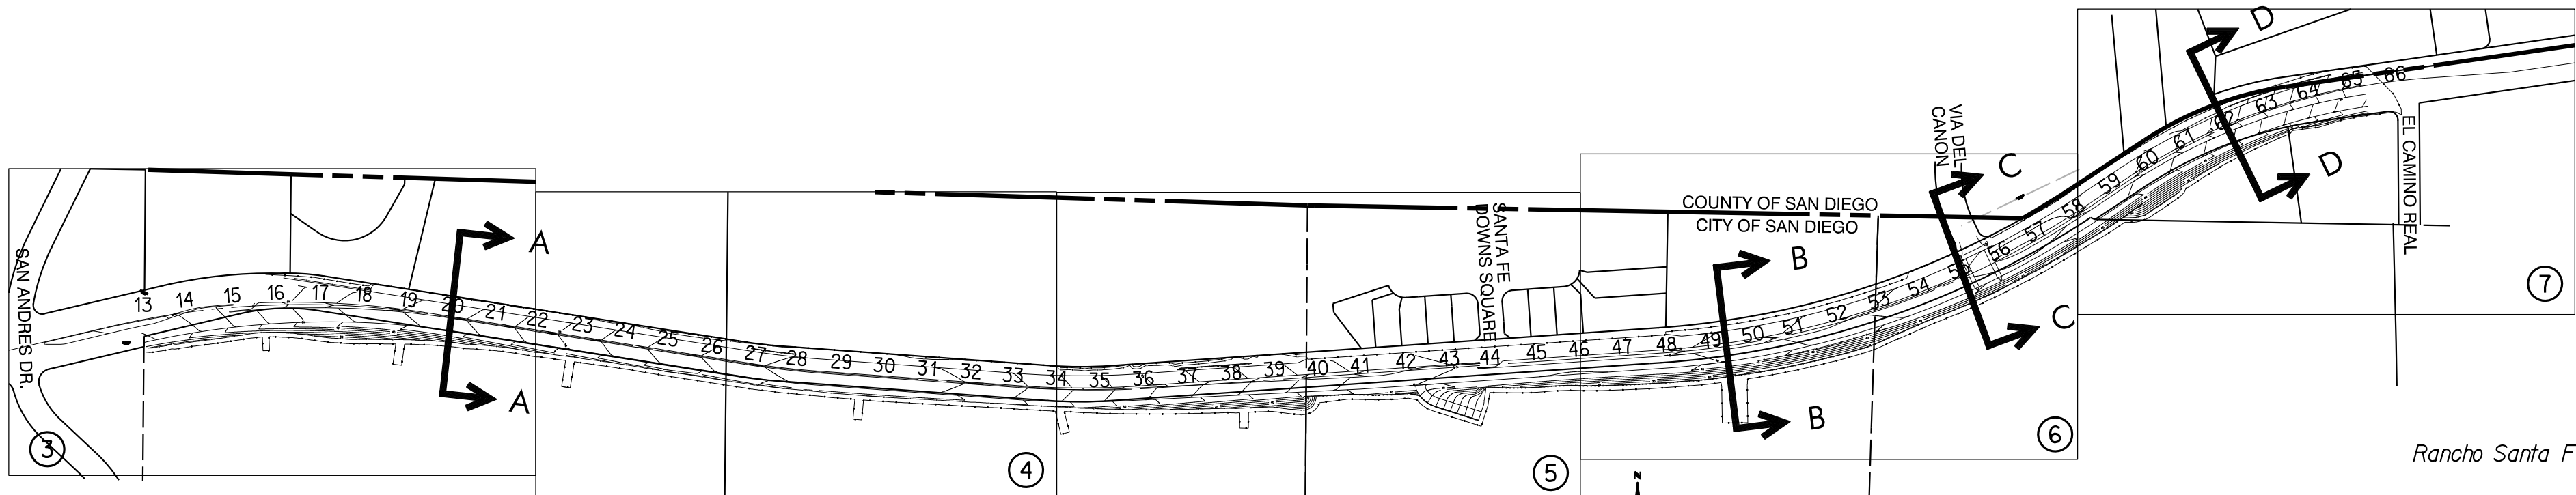 SAN ANDRES DR.
13 14 15 16 17 18 19 20 21 22 23 24 25 26 27 28 29 30 31 32 33 34 35 36 37 38 39 40 41 42 43 44 45 46 47 48 49 50 51 52 53 54 55 56 57 58 59 60 61 62 63 64 65 66
A
A
3
4
SANTA FE
DOWNS SQUARE
5
COUNTY OF SAN DIEGO
CITY OF SAN DIEGO
B
B
N
6
VIA DEL
CANON
C
C
D
D
EL CAMINO REAL
7
Rancho Santa F